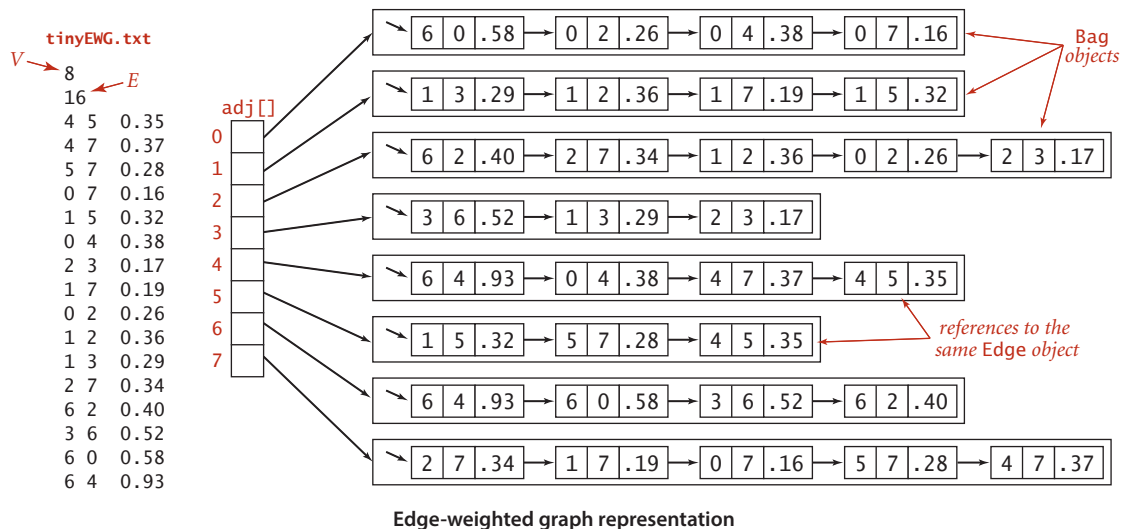 tinyEWG.txt
V
8
E
16
4 5 0.35
4 7 0.37
5 7 0.28
0 7 0.16
1 5 0.32
0 4 0.38
2 3 0.17
1 7 0.19
0 2 0.26
1 2 0.36
1 3 0.29
2 7 0.34
6 2 0.40
3 6 0.52
6 0 0.58
6 4 0.93
adj[]
0
1
2
3
4
5
6
7
6 0 .58 0 2 .26 0 4 .38 0 7 .16
1 3 .29 1 2 .36 1 7 .19 1 5 .32
6 2 .40 2 7 .34 1 2 .36 0 2 .26 2 3 .17
3 6 .52 1 3 .29 2 3 .17
6 4 .93 0 4 .38 4 7 .37 4 5 .35
1 5 .32 5 7 .28 4 5 .35
6 4 .93 6 0 .58 3 6 .52 6 2 .40
2 7 .34 1 7 .19 0 7 .16 5 7 .28 4 7 .37
Bag
objects
references to the
same Edge object
Edge-weighted graph representation